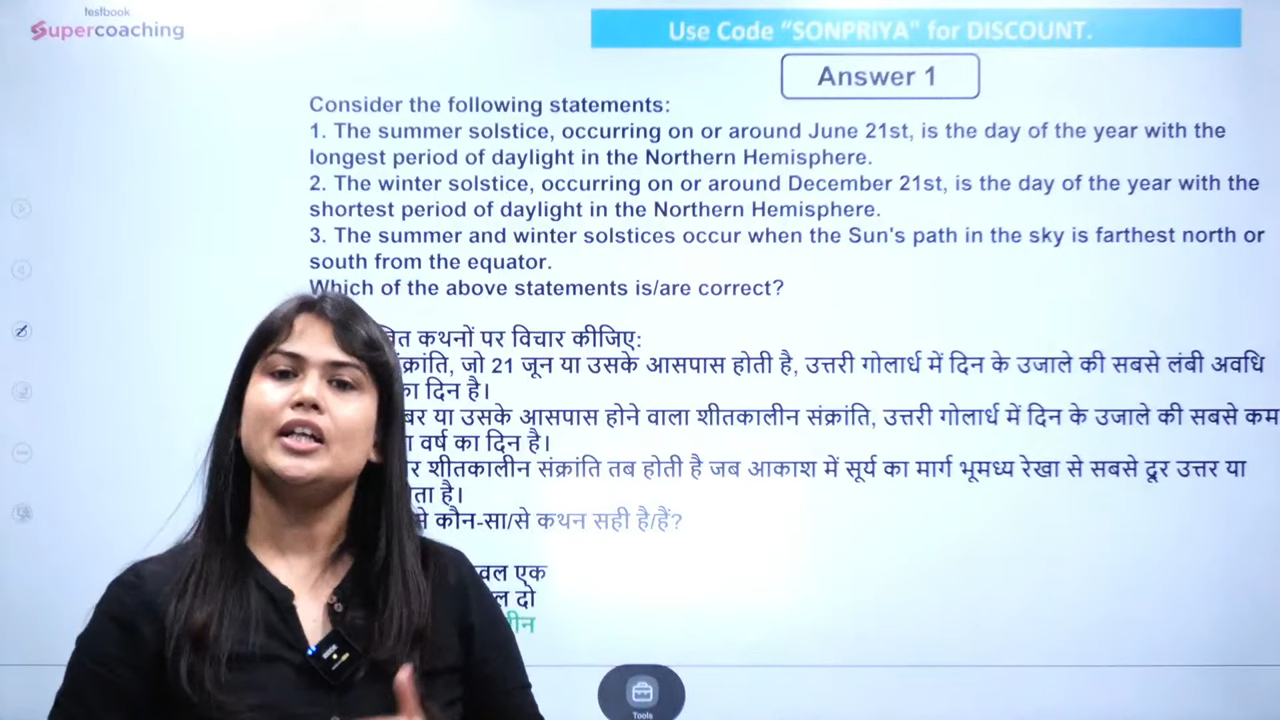 testbook
Supercoaching
Use Code “SONPRIYA" for DISCOUNT.
Answer 1
Consider the following statements:
1. The summer solstice, occurring on or around June 21st, is the day of the year with the
longest period of daylight in the Northern Hemisphere.
2. The winter solstice, occurring on or around December 21st, is the day of the year with the
shortest period of daylight in the Northern Hemisphere.
3. The summer and winter solstices occur when the Sun's path in the sky is farthest north or
south from the equator.
Which of the above statements is/are correct?
कथनों पर विचार कीजिए:
जो 21 जून या उसके आसपास होती है, उत्तरी गोलार्ध में दिन के उजाले की सबसे लंबी अवधि
का दिन है।
या उसके आसपास होने वाला शीतकालीन संक्रांति, उत्तरी गोलार्ध में दिन के उजाले की सबसे कम
वर्ष का दिन है।
शीतकालीन संक्रांति तब होती है जब आकाश में सूर्य का मार्ग भूमध्य रेखा से सबसे दूर उत्तर या
है।
से कौन-सा/से कथन सही है/हैं?
एक
दो
Tools